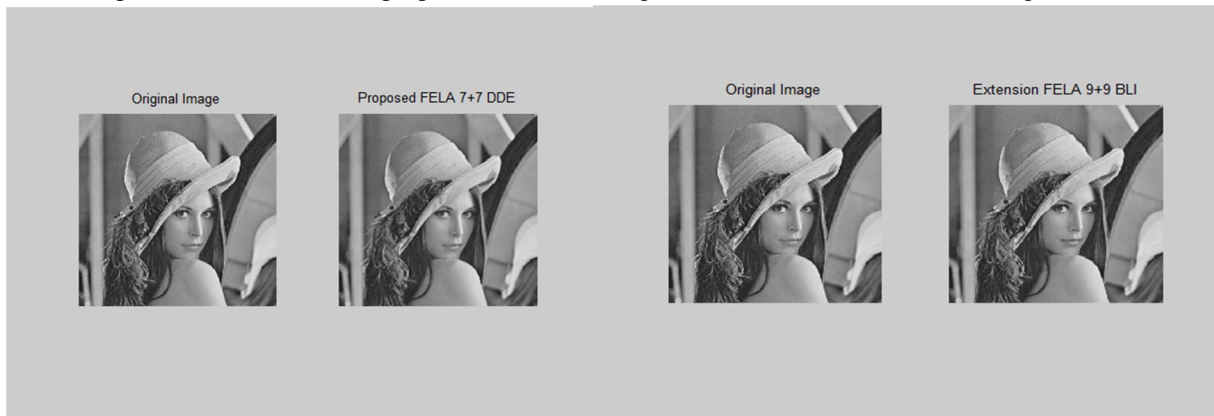 Original Image
Proposed FELA 7+7 DDE
Original Image
Extension FELA 9+9 BLI